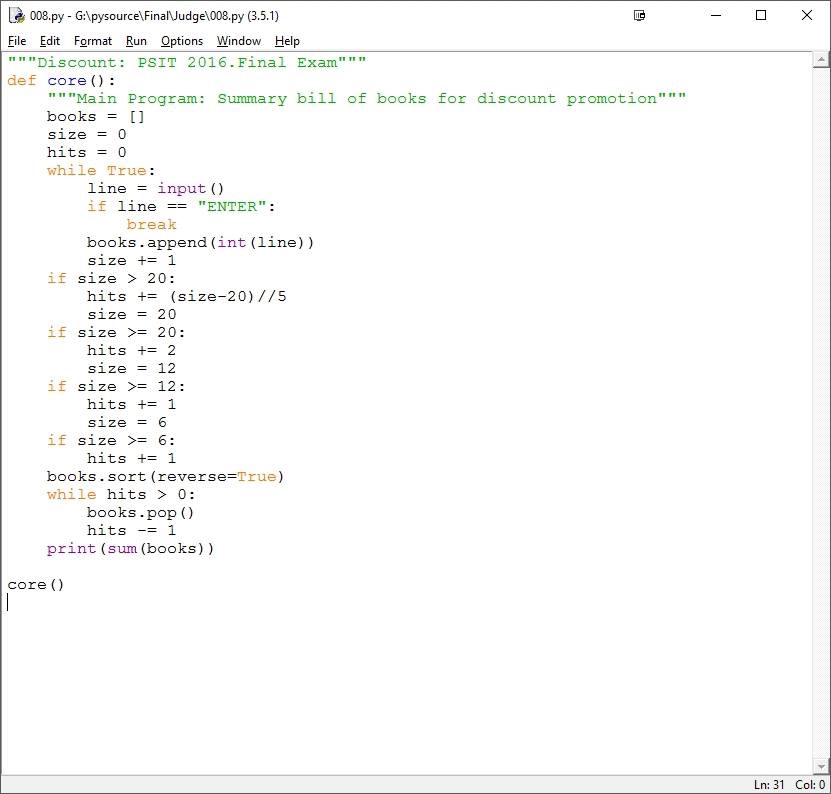 008.py - G:\pysource\Final\Judge\008.py (3.5.1)
File Edit Format Run Options Window Help
"""Discount: PSIT 2016.Final Exam"""
def core():
    """Main Program: Summary bill of books for discount promotion"""
    books = []
    size = 0
    hits = 0
    while True:
        line = input()
        if line == "ENTER":
            break
        books.append(int(line))
        size += 1
    if size > 20:
        hits += (size-20)//5
        size = 20
    if size >= 20:
        hits += 2
        size = 12
    if size >= 12:
        hits += 1
        size = 6
    if size >= 6:
        hits += 1
    books.sort(reverse=True)
    while hits > 0:
        books.pop()
        hits -= 1
    print(sum(books))

core()
Ln: 31 Col: 0